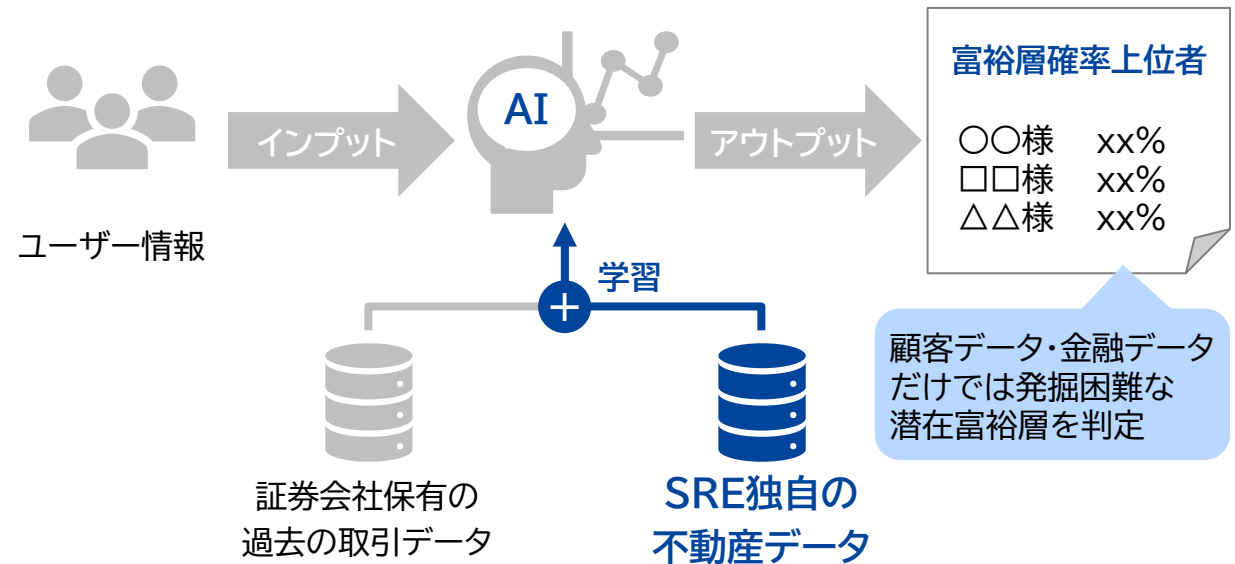 ユーザー情報
インプット
AI
アウトプット
富裕層確率上位者
〇〇様 xx%
□□様 xx%
△△様 xx%
学習
+
証券会社保有の
過去の取引データ
SRE独自の
不動産データ
顧客データ・金融データ
だけでは発掘困難な
潜在富裕層を判定